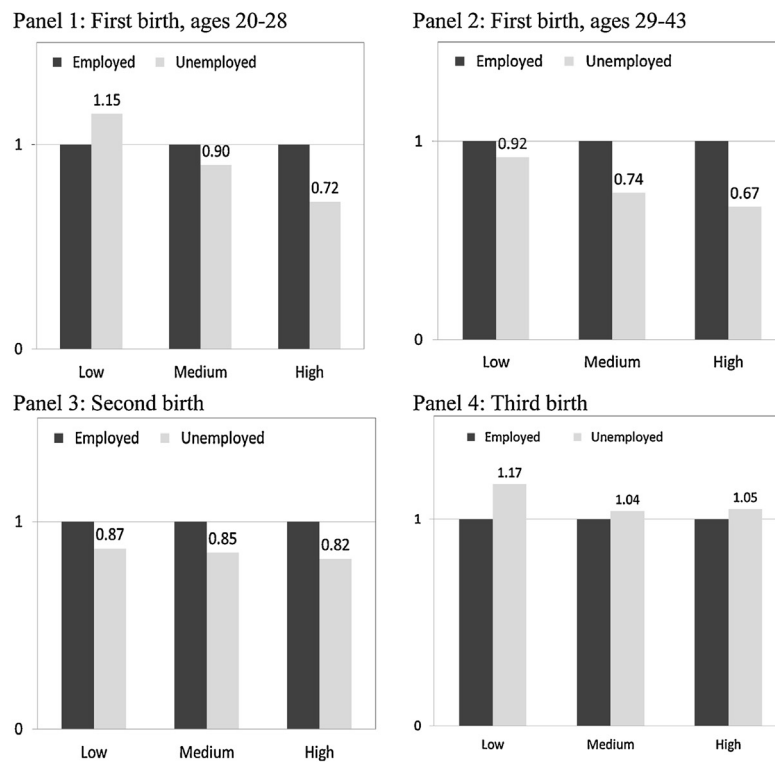 Panel 1: First birth, ages 20-28
Employed Unemployed
1.15
1
0.90
0.72
0
Low Medium High
Panel 2: First birth, ages 29-43
Employed Unemployed
1
0.92
0.74
0.67
0
Low Medium High
Panel 3: Second birth
Employed Unemployed
1
0.87 0.85 0.82
0
Low Medium High
Panel 4: Third birth
Employed Unemployed
1.17
1.04 1.05
1
0
Low Medium High